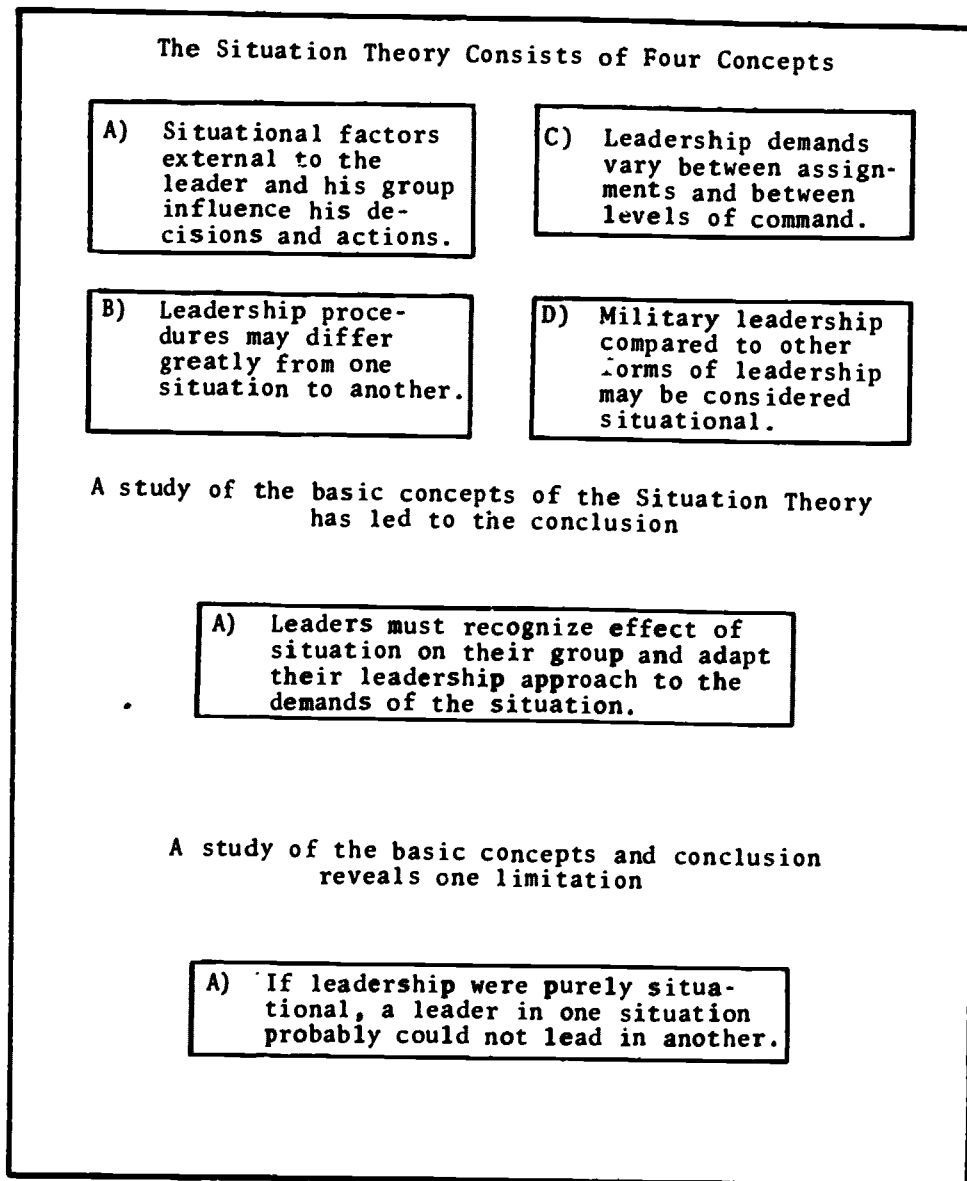 The Situation Theory Consists of Four Concepts
A) Situational factors
external to the
leader and his group
influence his de-
cisions and actions.
B) Leadership proce-
dures may differ
greatly from one
situation to another.
C) Leadership demands
vary between assign-
ments and between
levels of command.
D) Military leadership
compared to other
orms of leadership
may be considered
situational.
A study of the basic concepts of the Situation Theory
has led to the conclusion
A) Leaders must recognize effect of
situation on their group and adapt
their leadership approach to the
demands of the situation.
A study of the basic concepts and conclusion
reveals one limitation
A) If leadership were purely situa-
tional, a leader in one situation
probably could not lead in another.